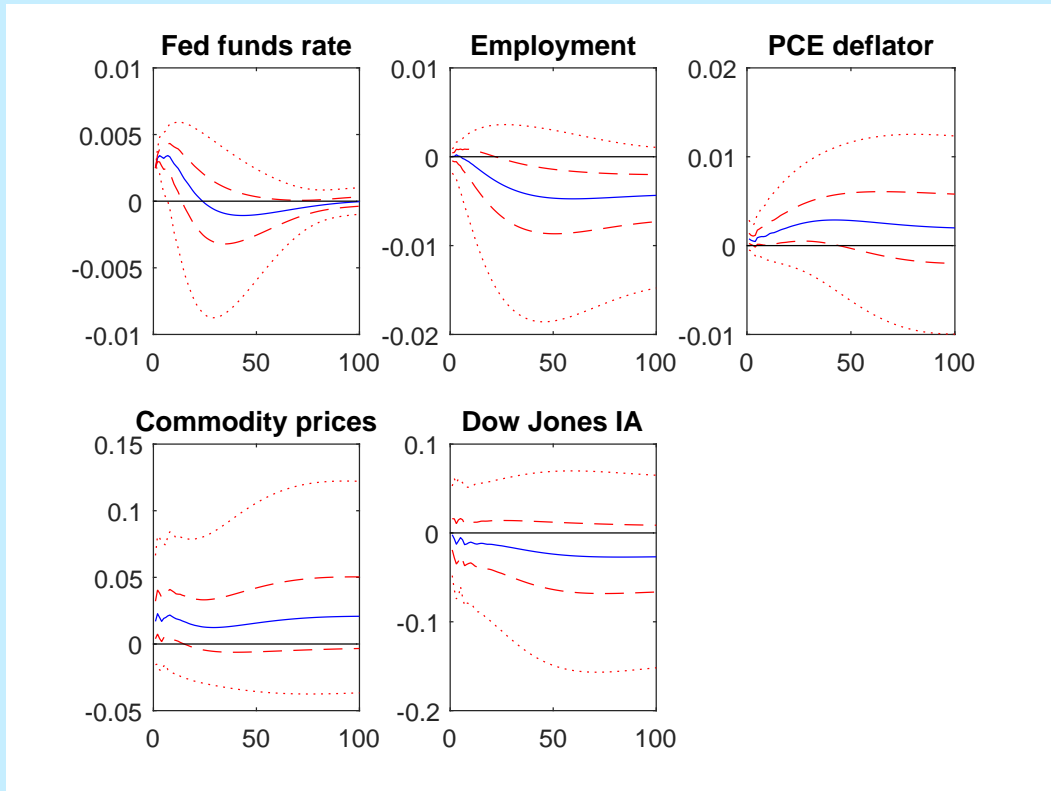 Fed funds rate
0.01
0.005
0
-0.005
-0.01
0 50 100
Employment
0.01
0
-0.01
-0.02
0 50 100
PCE deflator
0.02
0.01
0
-0.01
0 50 100
Commodity prices
0.15
0.1
0.05
0
-0.05
0 50 100
Dow Jones IA
0.1
0
-0.1
-0.2
0 50 100